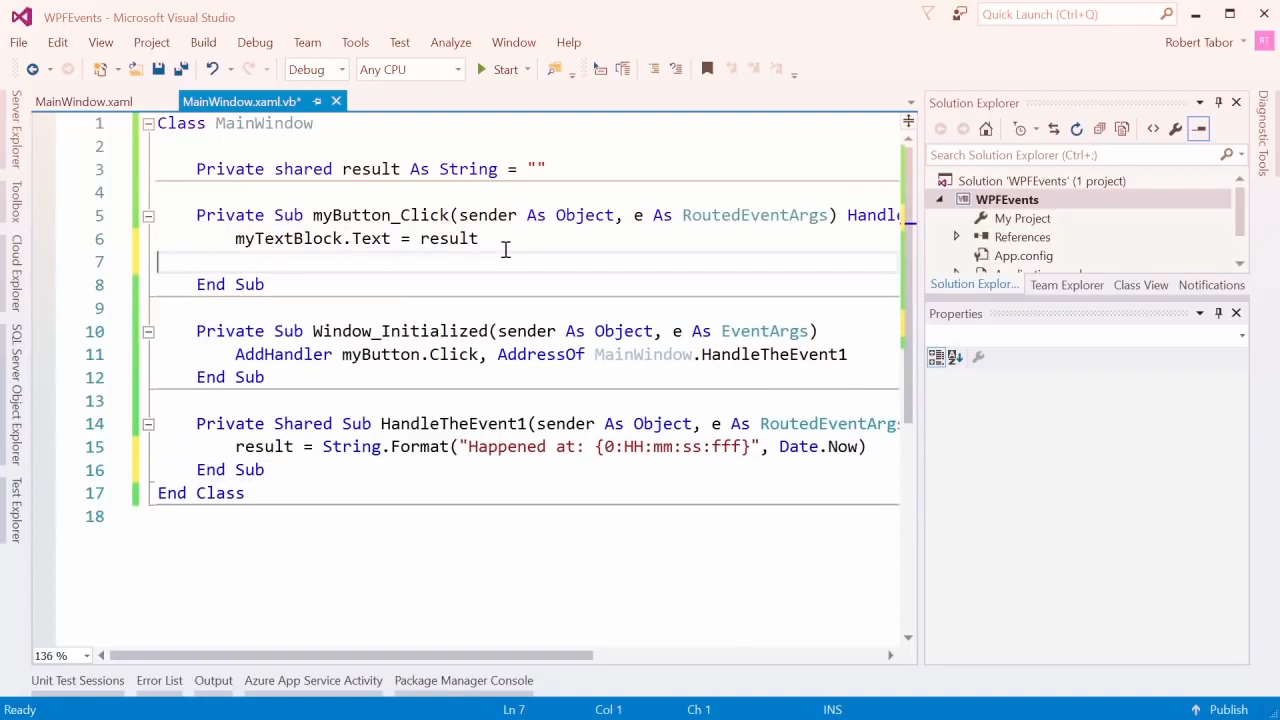 WPFEvents - Microsoft Visual Studio
Quick Launch (Ctrl+Q)
File Edit View Project Build Debug Team Tools Test Analyze Window Help
Robert Tabor RT
Debug Any CPU Start
MainWindow.xaml MainWindow.xaml.vb*
Server Explorer
Toolbox
Cloud Explorer
SQL Server Object Explorer
Test Explorer
1 Class MainWindow
2
3 Private shared result As String = ""
4
5 Private Sub myButton_Click(sender As Object, e As RoutedEventArgs) Handle
6 myTextBlock.Text = result
7
8 End Sub
9
10 Private Sub Window_Initialized(sender As Object, e As EventArgs)
11 AddHandler myButton.Click, AddressOf MainWindow.HandleTheEvent1
12 End Sub
13
14 Private Shared Sub HandleTheEvent1(sender As Object, e As RoutedEventArgs
15 result = String.Format("Happened at: {0:HH:mm:ss:fff}", Date.Now)
16 End Sub
17 End Class
18
136 %
Solution Explorer
Search Solution Explorer (Ctrl+;)
Solution 'WPFEvents' (1 project)
VB WPFEvents
My Project
References
App.config
Solution Explor... Team Explorer Class View Notifications
Properties
Diagnostic Tools
Unit Test Sessions Error List Output Azure App Service Activity Package Manager Console
Ready Ln 7 Col 1 Ch 1 INS Publish